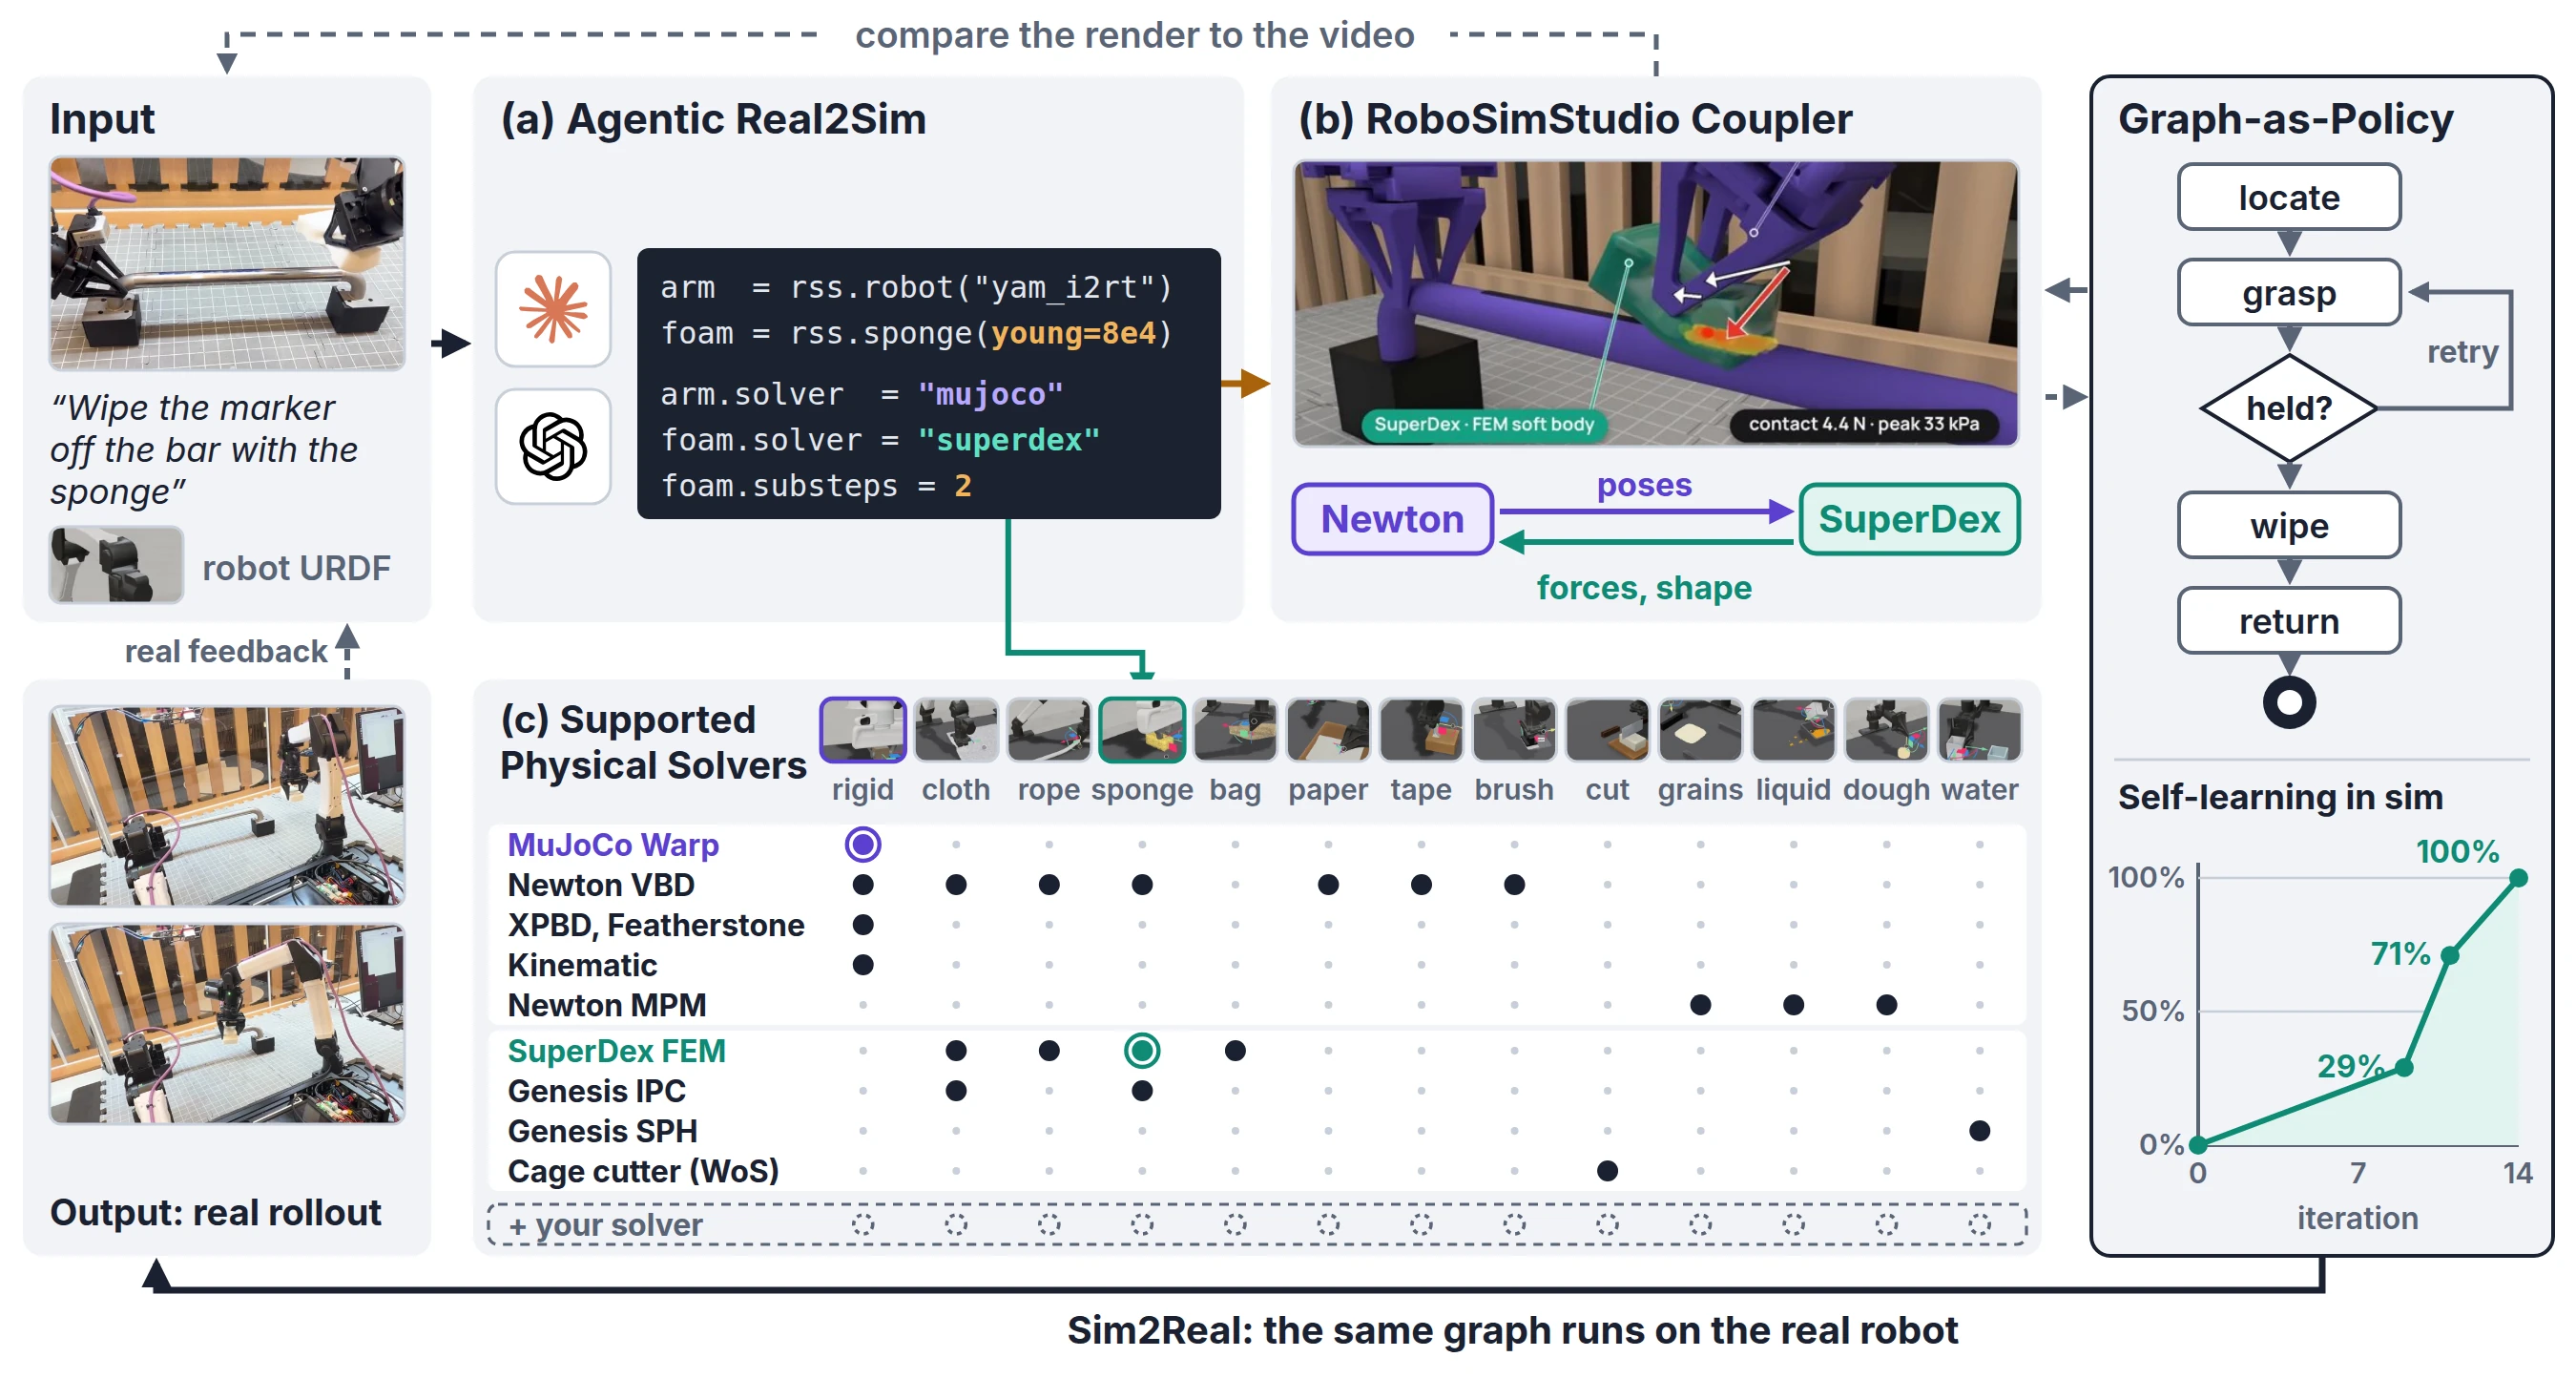 compare the render to the video
Input
“Wipe the marker
off the bar with the
sponge”
robot URDF
real feedback
Output: real rollout
(a) Agentic Real2Sim
arm  = rss.robot("yam_i2rt")
foam = rss.sponge(young=8e4)
arm.solver  = "mujoco"
foam.solver = "superdex"
foam.substeps = 2
(b) RoboSimStudio Coupler
SuperDex · FEM soft body
contact 4.4 N · peak 33 kPa
Newton
poses
SuperDex
forces, shape
(c) Supported
Physical Solvers
rigid cloth rope sponge bag paper tape brush cut grains liquid dough water
MuJoCo Warp
Newton VBD
XPBD, Featherstone
Kinematic
Newton MPM
SuperDex FEM
Genesis IPC
Genesis SPH
Cage cutter (WoS)
+ your solver
Graph-as-Policy
locate
grasp
retry
held?
wipe
return
Self-learning in sim
100%
100%
71%
50%
29%
0%
0 7 14
iteration
Sim2Real: the same graph runs on the real robot